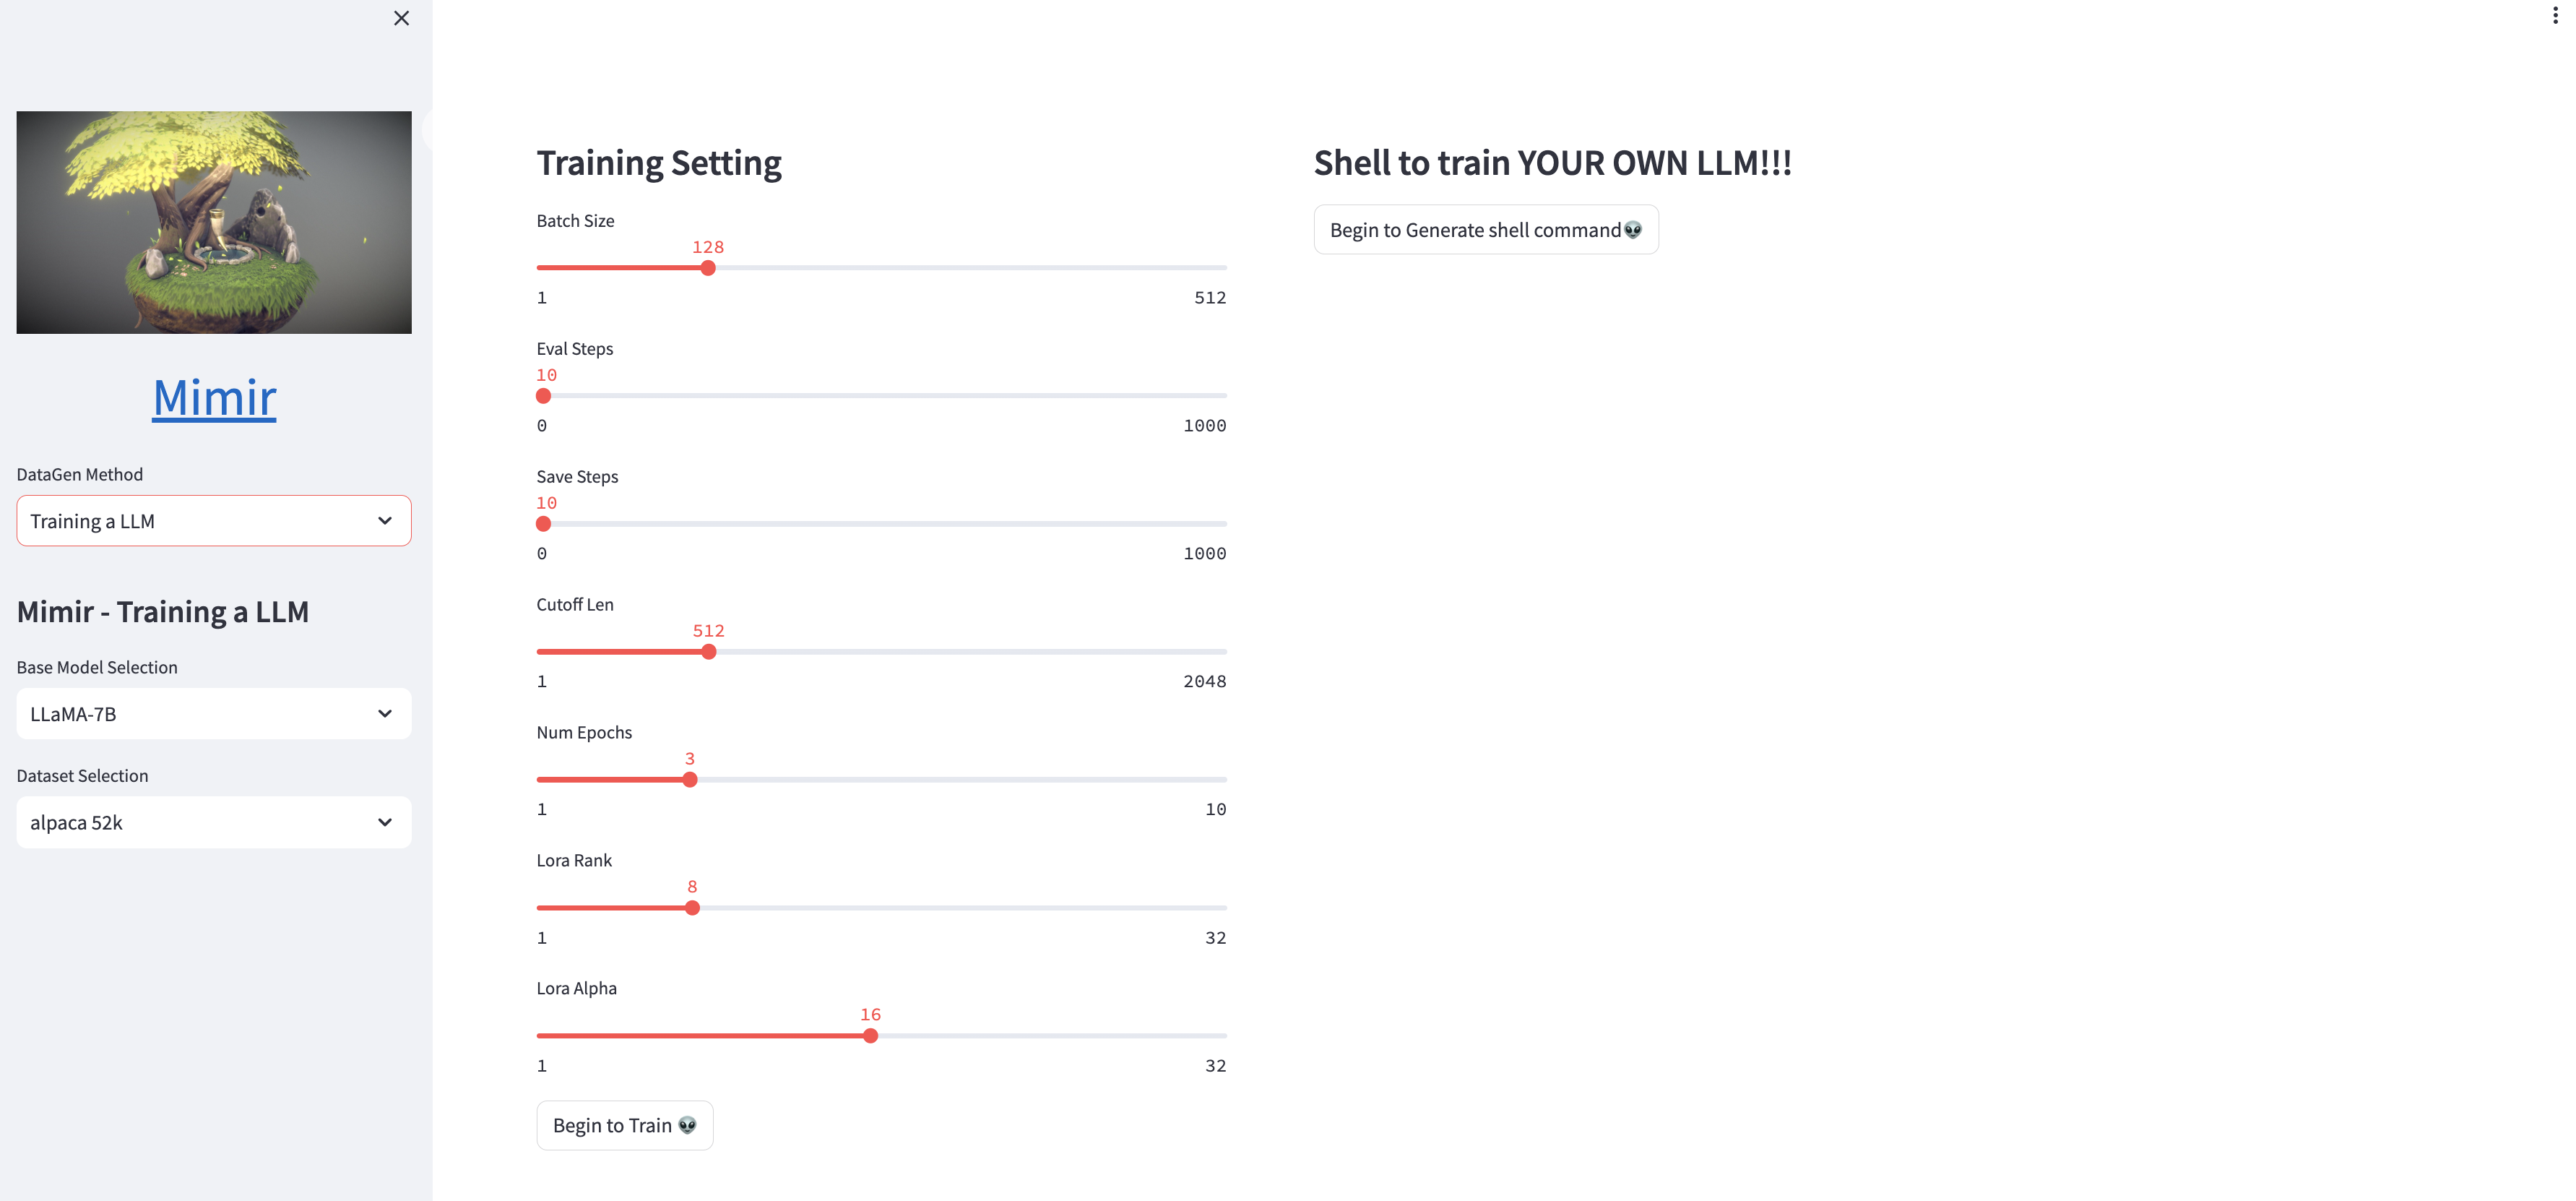 Mimir
DataGen Method
Training a LLM
Mimir - Training a LLM
Base Model Selection
LLaMA-7B
Dataset Selection
alpaca 52k
Training Setting
Batch Size
128
1 512
Eval Steps
10
0 1000
Save Steps
10
0 1000
Cutoff Len
512
1 2048
Num Epochs
3
1 10
Lora Rank
8
1 32
Lora Alpha
16
1 32
Begin to Train 👽
Shell to train YOUR OWN LLM!!!
Begin to Generate shell command👽